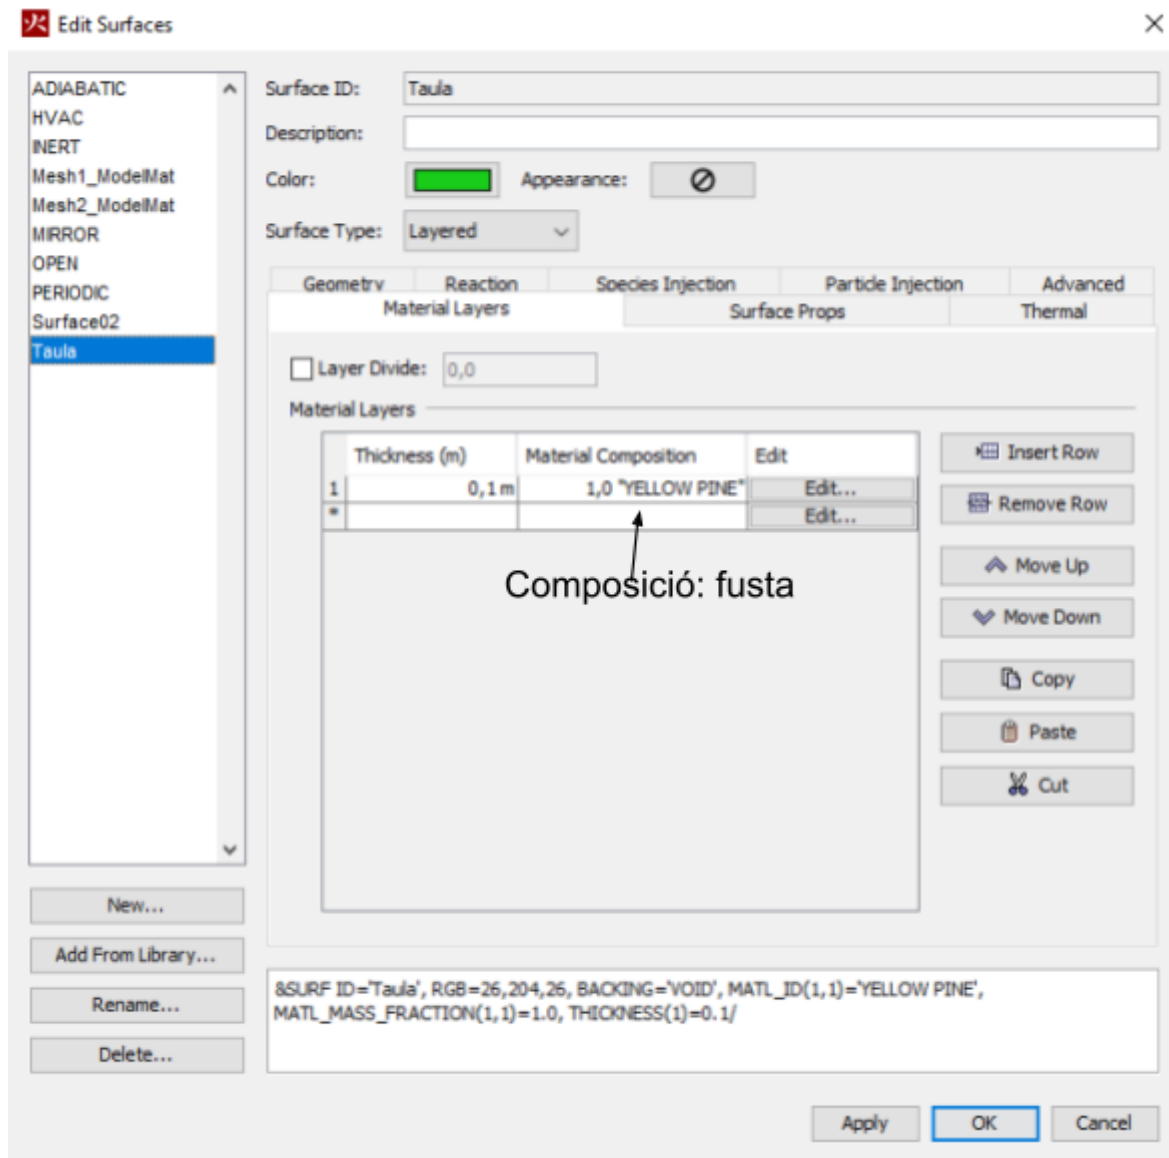 Edit Surfaces
ADIABATIC
HVAC
INERT
Mesh1_ModelMat
Mesh2_ModelMat
MIRROR
OPEN
PERIODIC
Surface02
Taula
New...
Add From Library...
Rename...
Delete...
Surface ID: Taula
Description:
Color: Appearance:
Surface Type: Layered
Geometry Reaction Species Injection Particle Injection Advanced
Material Layers Surface Props Thermal
Layer Divide: 0,0
Material Layers
Thickness (m) Material Composition Edit
1 0,1 m 1,0 "YELLOW PINE" Edit...
* Edit...
Composició: fusta
Insert Row
Remove Row
Move Up
Move Down
Copy
Paste
Cut
&SURF ID='Taula', RGB=26,204,26, BACKING='VOID', MATL_ID(1,1)='YELLOW PINE',
MATL_MASS_FRACTION(1,1)=1.0, THICKNESS(1)=0.1/
Apply OK Cancel